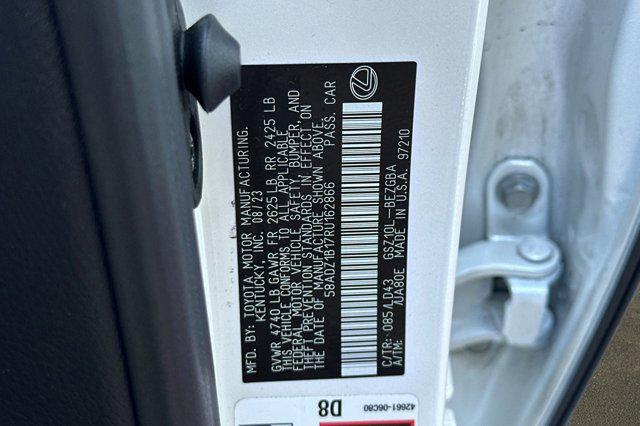 MFD. BY: TOYOTA MOTOR MANUFACTURING.
KENTUCKY, INC. 08/23
GVWR 4740 LB GAWR FR 2625 LB RR 2425 LB
THIS VEHICLE CONFORMS TO ALL APPLICABLE
FEDERAL MOTOR VEHICLE SAFETY, BUMPER, AND
THEFT PREVENTION STANDARDS IN EFFECT ON
THE DATE OF MANUFACTURE SHOWN ABOVE.
58ADZ1B17RU162866 PASS. CAR
C/TR: 085 /LD43 GSZ10L-BEZGBA
A/TM: /UA80E MADE IN U.S.A. 97210
42661-06C80
D8